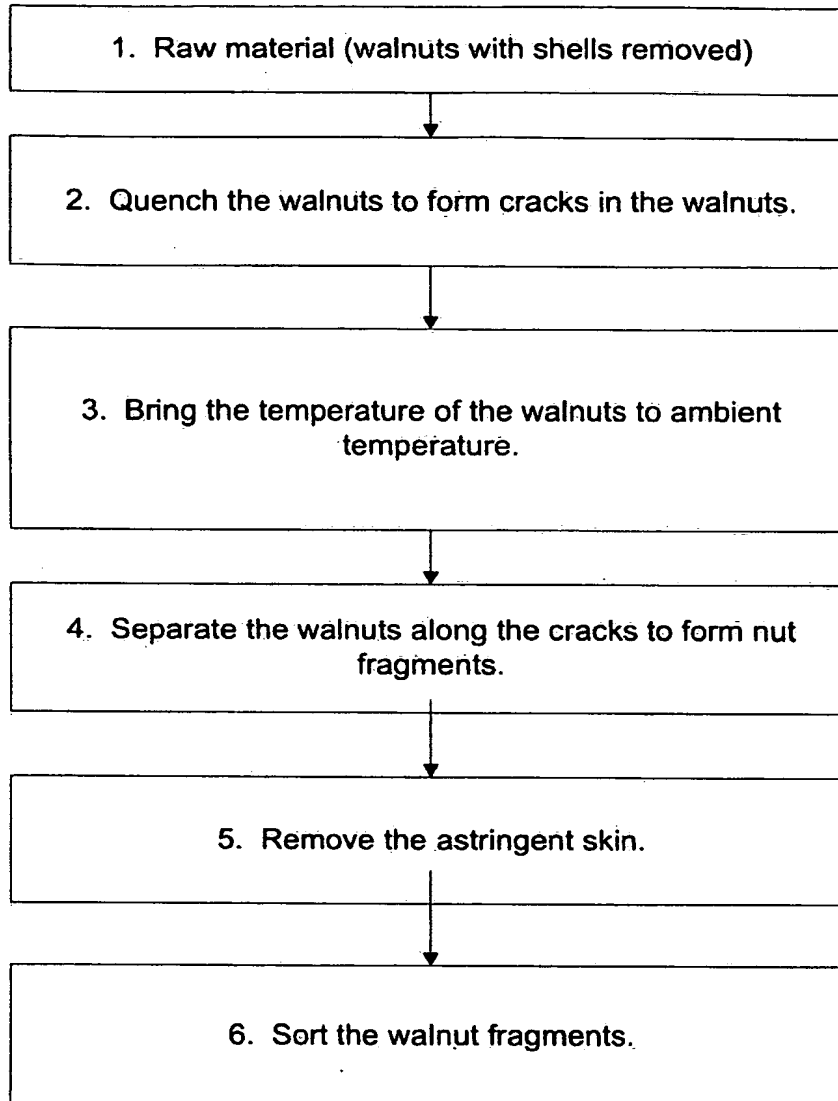 1. Raw material (walnuts with shells removed)
2. Quench the walnuts to form cracks in the walnuts.
3. Bring the temperature of the walnuts to ambient
temperature.
4. Separate the walnuts along the cracks to form nut
fragments.
5. Remove the astringent skin.
6. Sort the walnut fragments.